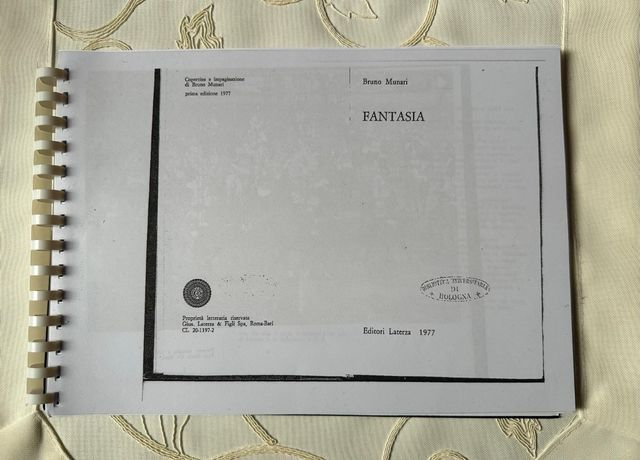 Copertina e impaginazione
di Bruno Munari
prima edizione 1977
Proprietà letteraria riservata
Gius. Laterza & Figli Spa, Roma-Bari
CL 20-1397-2
Bruno Munari
FANTASIA
BIBLIOTECA UNIVERSITARIA
DI
BOLOGNA
Editori Laterza 1977